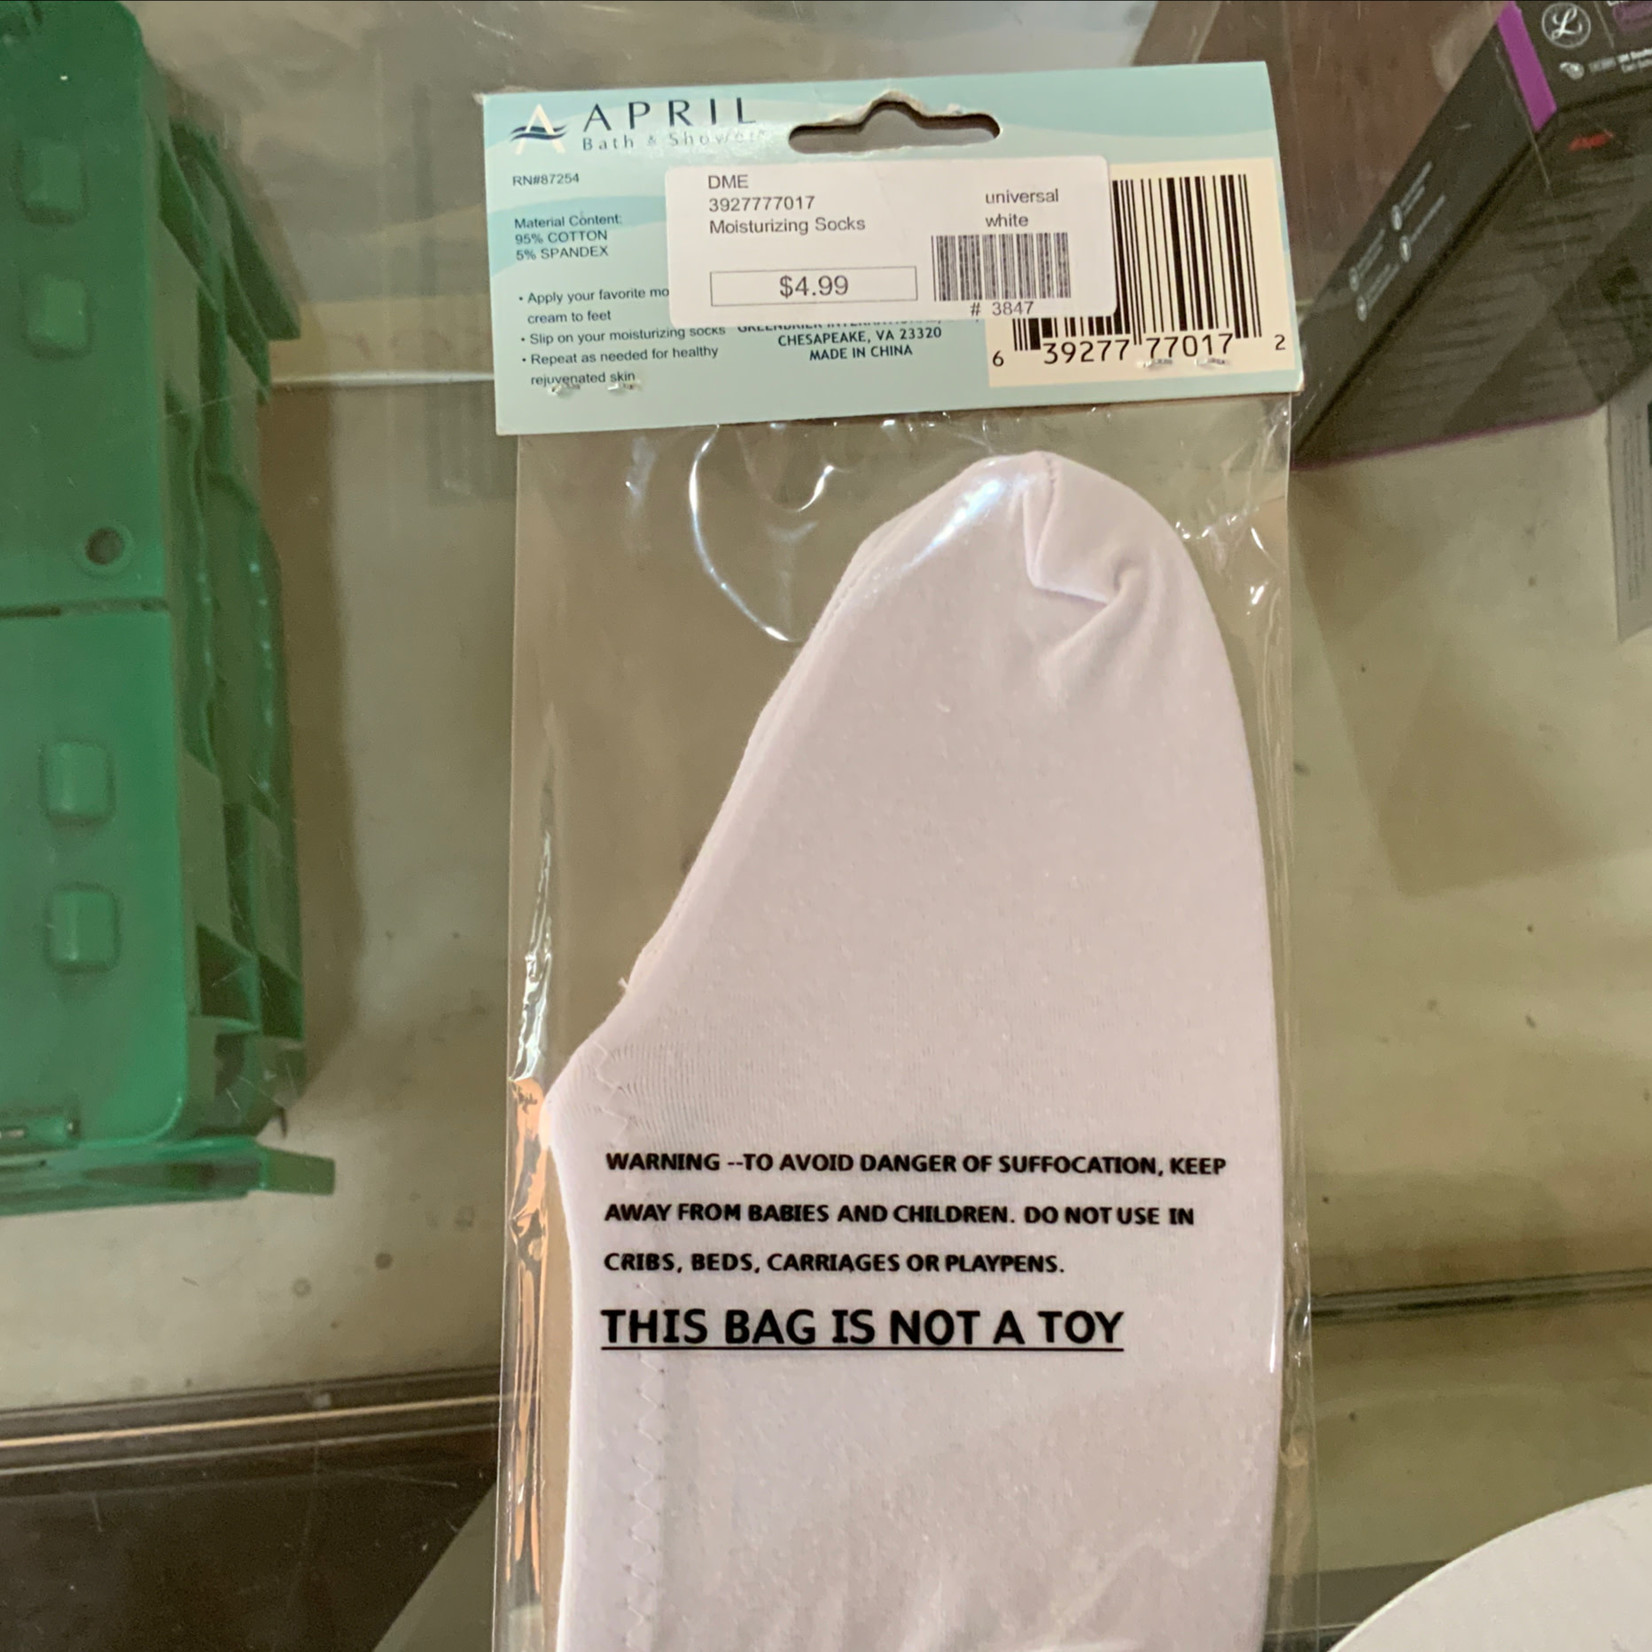 APRIL
Bath & Shower
RN#87254
Material Content:
95% COTTON
5% SPANDEX
• Apply your favorite
cream to feet
• Slip on your moisturizing socks
• Repeat as needed for healthy
rejuvenated skin
DME
3927777017
Moisturizing Socks
$4.99
universal
white
# 3847
CHESAPEAKE, VA 23320
MADE IN CHINA
6 39277 77017 2
WARNING --TO AVOID DANGER OF SUFFOCATION, KEEP
AWAY FROM BABIES AND CHILDREN. DO NOT USE IN
CRIBS, BEDS, CARRIAGES OR PLAYPENS.
THIS BAG IS NOT A TOY